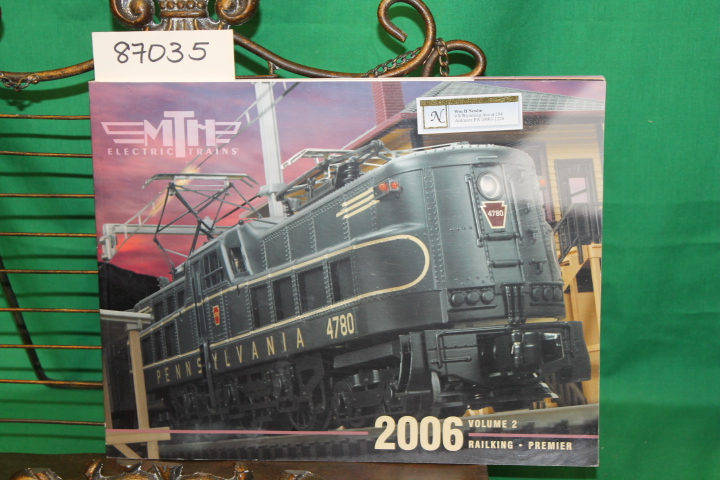 87035
MTH
ELECTRIC TRAINS
N
4780
4780
PENNSYLVANIA
2006
VOLUME 2
RAILKING • PREMIER